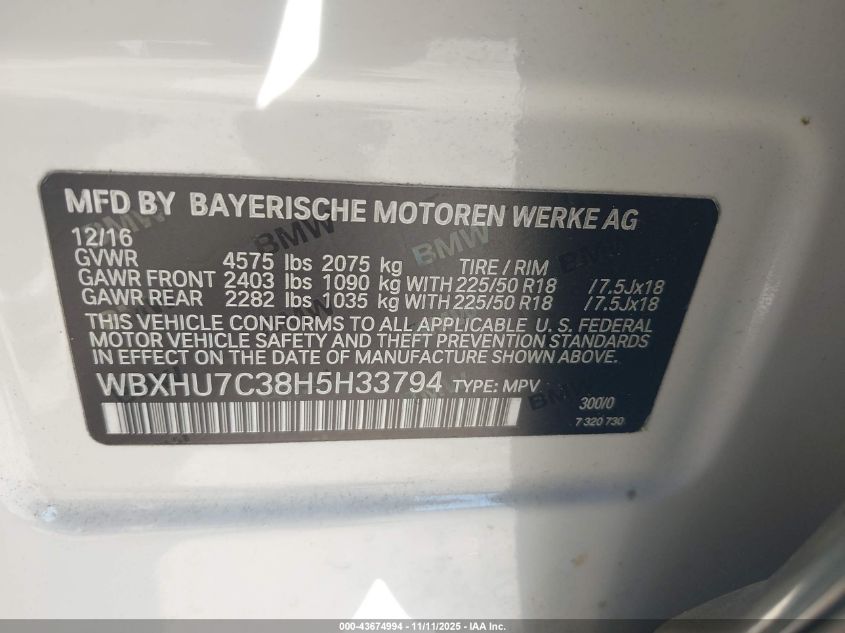 MFD BY BAYERISCHE MOTOREN WERKE AG
12/16
GVWR 4575 lbs 2075 kg TIRE / RIM
GAWR FRONT 2403 lbs 1090 kg WITH 225/50 R18 /7.5Jx18
GAWR REAR 2282 lbs 1035 kg WITH 225/50 R18 /7.5Jx18
THIS VEHICLE CONFORMS TO ALL APPLICABLE U. S. FEDERAL
MOTOR VEHICLE SAFETY AND THEFT PREVENTION STANDARDS
IN EFFECT ON THE DATE OF MANUFACTURE SHOWN ABOVE.
WBXHU7C38H5H33794 TYPE: MPV
300/0
7 320 730
BMW
BMW
BMW
BMW
000-43674994 - 11/11/2025 - IAA Inc.